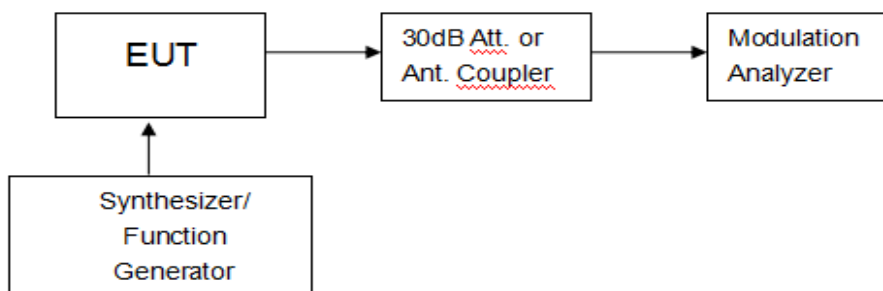 EUT
30dB Att. or
Ant. Coupler
Modulation
Analyzer
Synthesizer/
Function
Generator